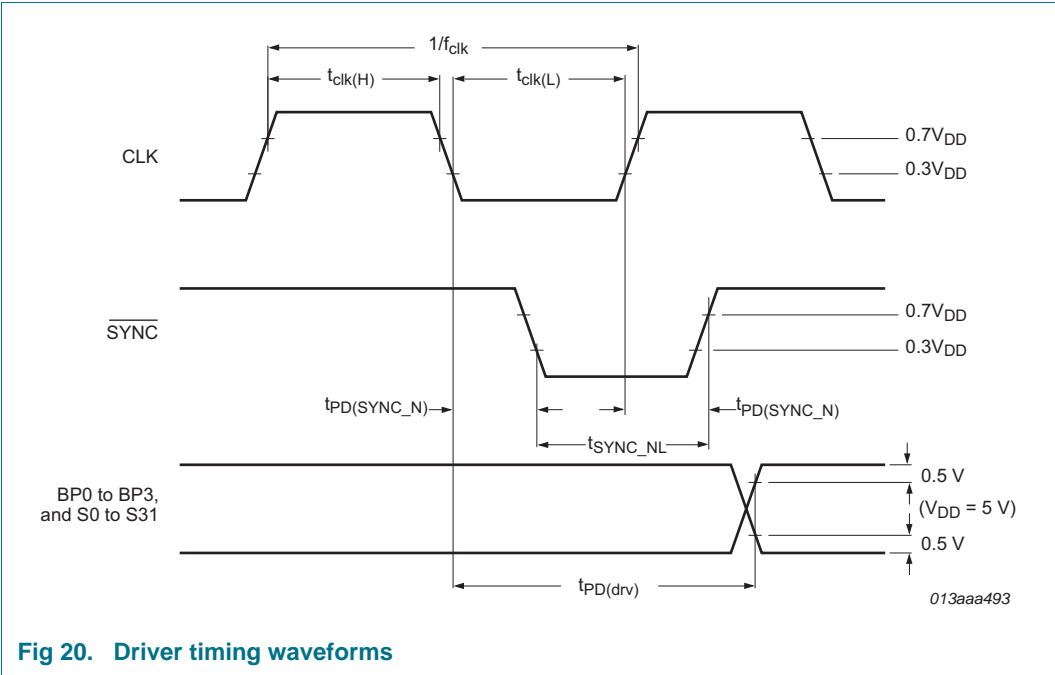 1/fclk
tclk(H)
tclk(L)
CLK
0.7VDD
0.3VDD
SYNC
0.7VDD
0.3VDD
tPD(SYNC_N)
tPD(SYNC_N)
tSYNC_NL
BP0 to BP3,
and S0 to S31
0.5 V
(VDD = 5 V)
0.5 V
tPD(drv)
013aaa493
Fig 20. Driver timing waveforms